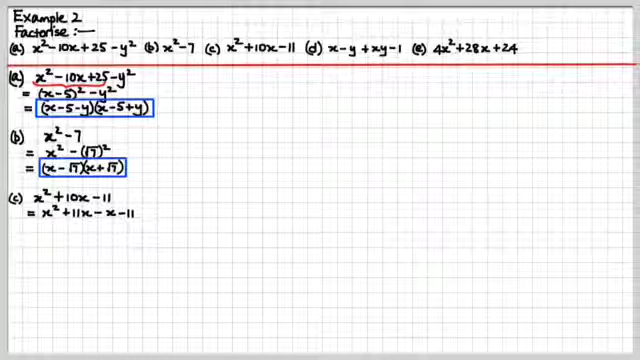 Example 2
Factorise :—
(a) x² - 10x + 25 - y² (b) x² - 7 (c) x² + 10x - 11 (d) x - y + xy - 1 (e) 4x² + 28x + 24
(a) x² - 10x + 25 - y²
= (x - 5)² - y²
= (x - 5 - y)(x - 5 + y)
(b) x² - 7
= x² - (√7)²
= (x - √7)(x + √7)
(c) x² + 10x - 11
= x² + 11x - x - 11